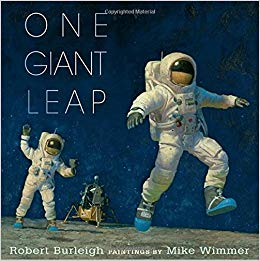 ONE
GIANT
LEAP
Robert Burleigh PAINTINGS BY Mike Wimmer